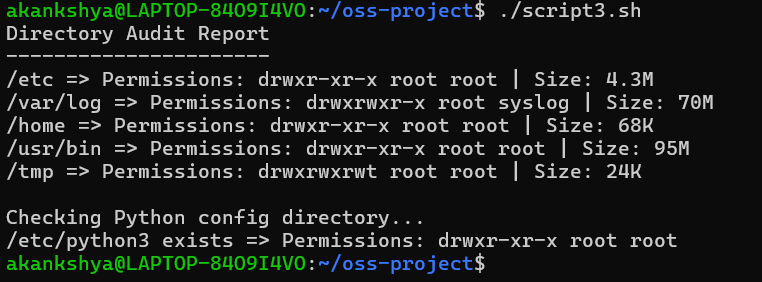 akankshya@LAPTOP-84O9I4VO:~/oss-project$ ./script3.sh
Directory Audit Report
----------------------
/etc => Permissions: drwxr-xr-x root root | Size: 4.3M
/var/log => Permissions: drwxrwxr-x root syslog | Size: 70M
/home => Permissions: drwxr-xr-x root root | Size: 68K
/usr/bin => Permissions: drwxr-xr-x root root | Size: 95M
/tmp => Permissions: drwxrwxrwt root root | Size: 24K

Checking Python config directory...
/etc/python3 exists => Permissions: drwxr-xr-x root root
akankshya@LAPTOP-84O9I4VO:~/oss-project$